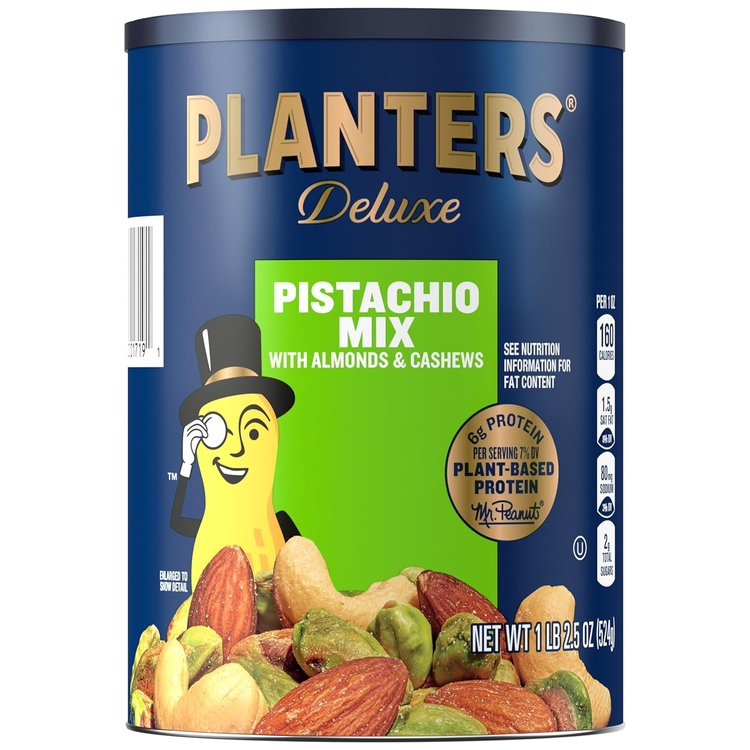 PLANTERS®
Deluxe
PISTACHIO
MIX
WITH ALMONDS & CASHEWS
SEE NUTRITION
INFORMATION FOR
FAT CONTENT
6g PROTEIN
PER SERVING 7% DV
PLANT-BASED
PROTEIN
Mr. Peanut®
PER 1 OZ
160
CALORIES
1.5g
SAT FAT
80mg
SODIUM
2g
TOTAL
SUGARS
U
TM
ENLARGED TO
SHOW DETAIL
NET WT 1 LB 2.5 OZ (524g)